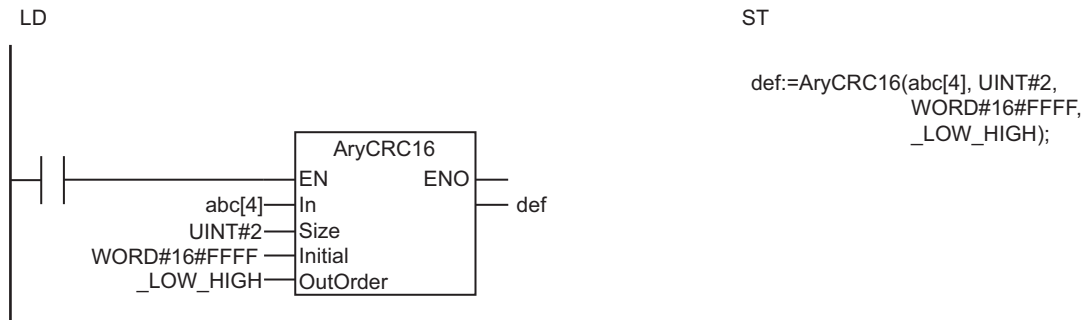 LD
ST
def:=AryCRC16(abc[4], UINT#2,
WORD#16#FFFF,
_LOW_HIGH);
AryCRC16
EN ENO
abc[4] In def
UINT#2 Size
WORD#16#FFFF Initial
_LOW_HIGH OutOrder